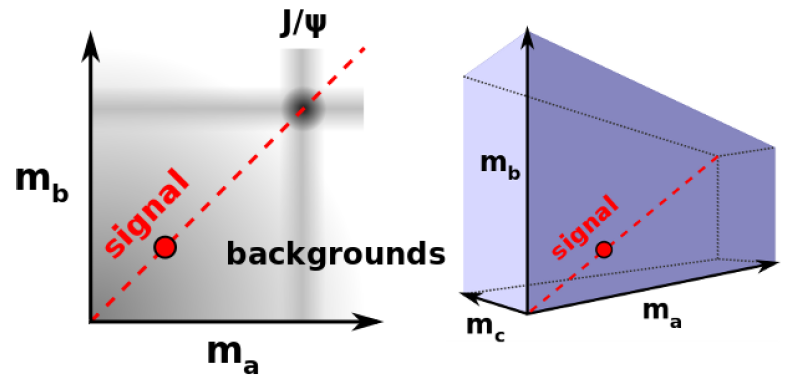 J/ψ
m_b
signal
backgrounds
m_a
m_b
signal
m_c
m_a